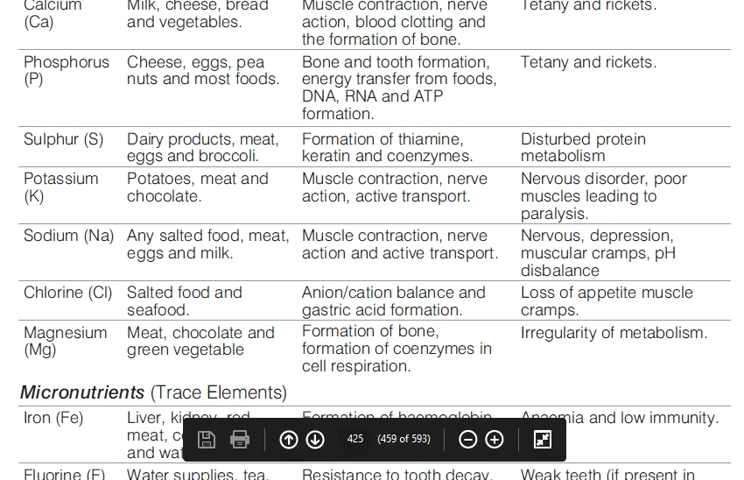 Calcium Milk, cheese, bread Muscle contraction, nerve Tetany and rickets.
(Ca) and vegetables. action, blood clotting and
the formation of bone.
Phosphorus Cheese, eggs, pea Bone and tooth formation, Tetany and rickets.
(P) nuts and most foods. energy transfer from foods,
DNA, RNA and ATP
formation.
Sulphur (S) Dairy products, meat, Formation of thiamine, Disturbed protein
eggs and broccoli. keratin and coenzymes. metabolism
Potassium Potatoes, meat and Muscle contraction, nerve Nervous disorder, poor
(K) chocolate. action, active transport. muscles leading to
paralysis.
Sodium (Na) Any salted food, meat, Muscle contraction, nerve Nervous, depression,
eggs and milk. action and active transport. muscular cramps, pH
disbalance
Chlorine (Cl) Salted food and Anion/cation balance and Loss of appetite muscle
seafood. gastric acid formation. cramps.
Magnesium Meat, chocolate and Formation of bone, Irregularity of metabolism.
(Mg) green vegetable formation of coenzymes in
cell respiration.
Micronutrients (Trace Elements)
Iron (Fe) Liver, kidney, red Formation of haemoglobin Anaemia and low immunity.
meat,
and
425 (459 of 593)
Fluorine (F) Water supplies, tea, Resistance to tooth decay. Weak teeth (if present in